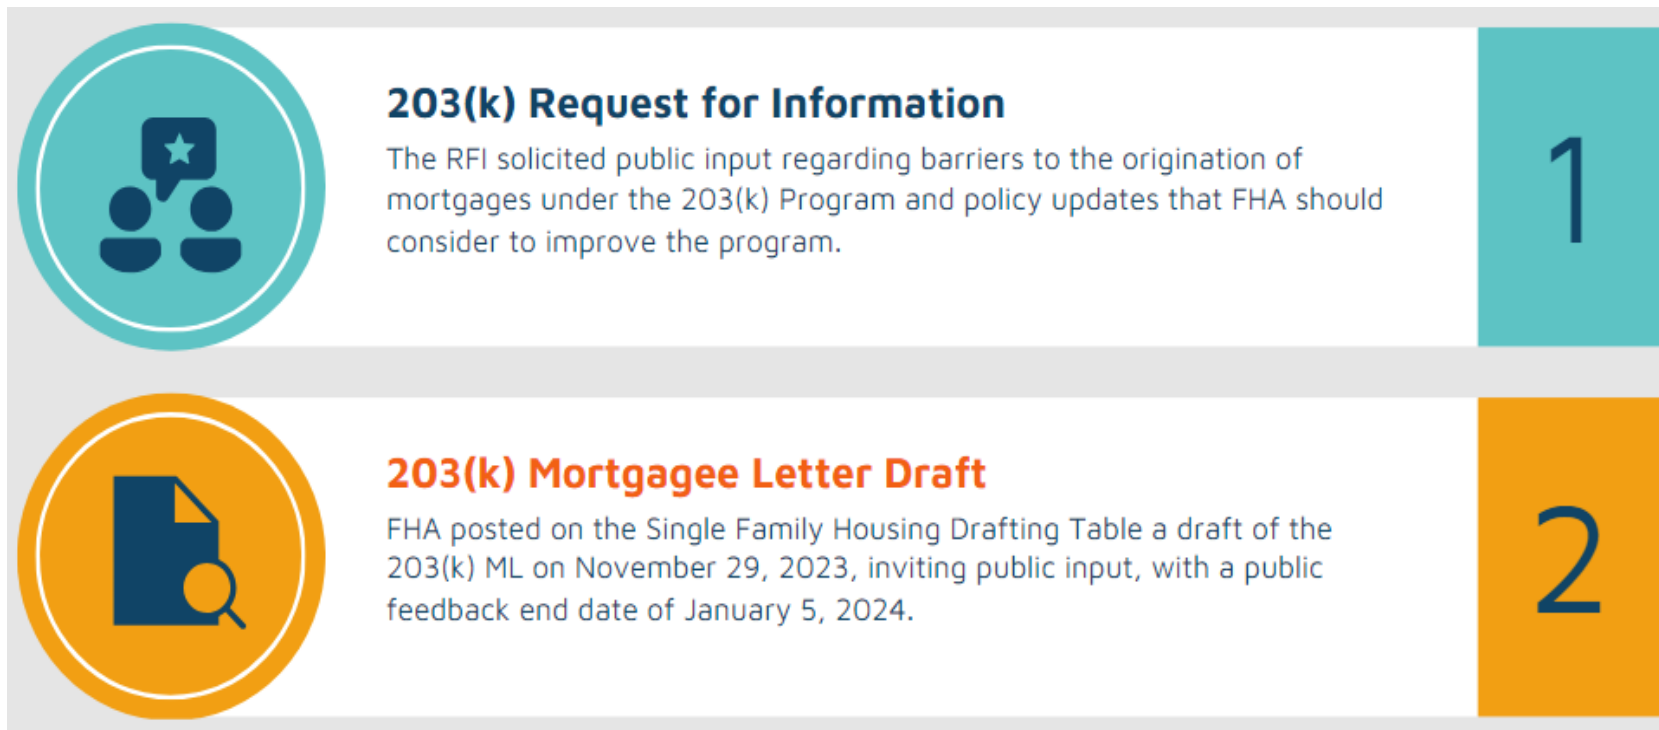 203(k) Request for Information
The RFI solicited public input regarding barriers to the origination of
mortgages under the 203(k) Program and policy updates that FHA should
consider to improve the program.
1
203(k) Mortgagee Letter Draft
FHA posted on the Single Family Housing Drafting Table a draft of the
203(k) ML on November 29, 2023, inviting public input, with a public
feedback end date of January 5, 2024.
2